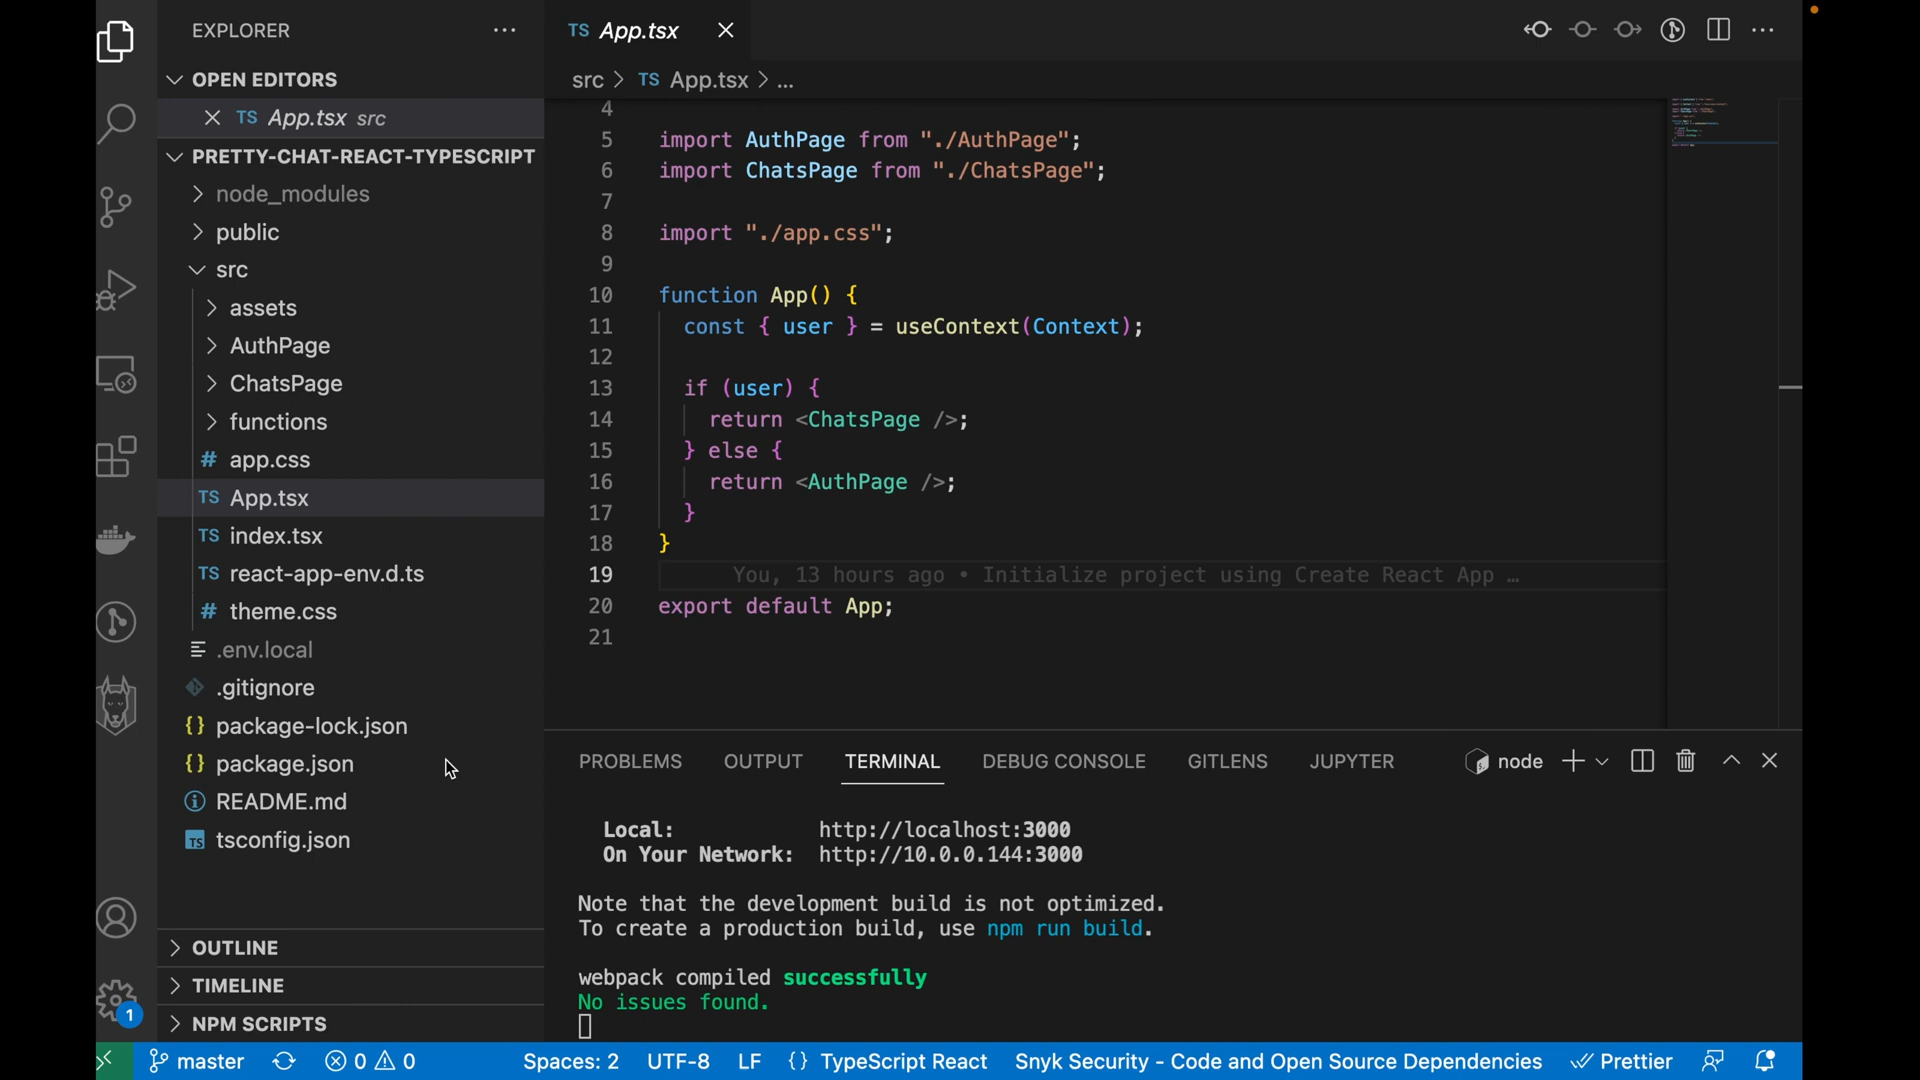 EXPLORER
OPEN EDITORS
TS App.tsx src
PRETTY-CHAT-REACT-TYPESCRIPT
node_modules
public
src
assets
AuthPage
ChatsPage
functions
# app.css
TS App.tsx
TS index.tsx
TS react-app-env.d.ts
# theme.css
.env.local
.gitignore
{} package-lock.json
{} package.json
README.md
TS tsconfig.json
OUTLINE
TIMELINE
NPM SCRIPTS
1
TS App.tsx
src > TS App.tsx > ...
4
5 import AuthPage from "./AuthPage";
6 import ChatsPage from "./ChatsPage";
7
8 import "./app.css";
9
10 function App() {
11 const { user } = useContext(Context);
12
13 if (user) {
14 return <ChatsPage />;
15 } else {
16 return <AuthPage />;
17 }
18 }
19 You, 13 hours ago • Initialize project using Create React App …
20 export default App;
21
PROBLEMS OUTPUT TERMINAL DEBUG CONSOLE GITLENS JUPYTER node
Local: http://localhost:3000
On Your Network: http://10.0.0.144:3000
Note that the development build is not optimized.
To create a production build, use npm run build.
webpack compiled successfully
No issues found.
master 0 0 Spaces: 2 UTF-8 LF {} TypeScript React Snyk Security - Code and Open Source Dependencies Prettier